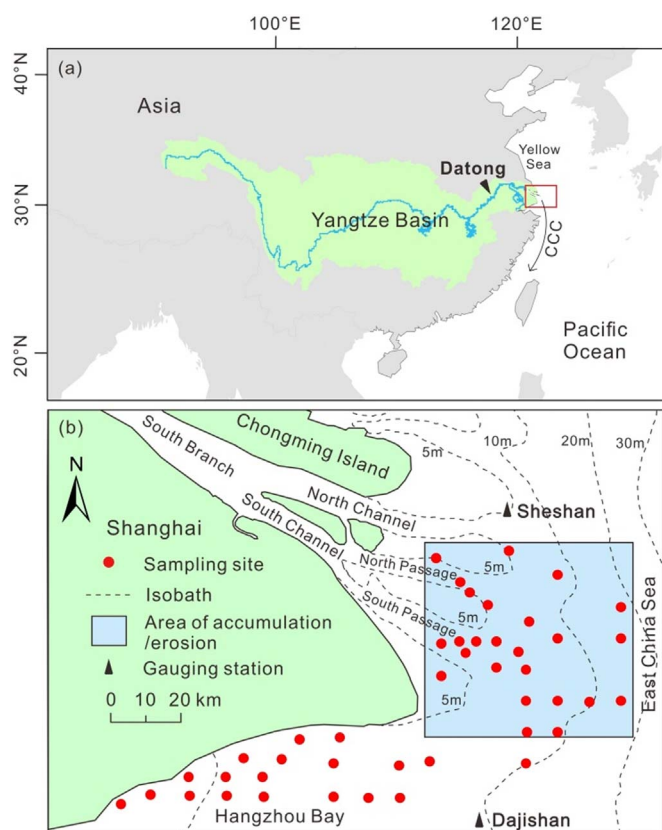 100°E
120°E
40°N
(a)
Asia
Yellow
Sea
Datong
30°N
Yangtze Basin
CCC
20°N
Pacific
Ocean
(b)
South Branch
Chongming Island
5m
10m
20m
30m
N
North Channel
Sheshan
Shanghai
South Channel
Sampling site
North Passage
5m
Isobath
Area of accumulation
/erosion
South Passage
5m
East China Sea
Gauging station
0 10 20 km
5m
Hangzhou Bay
Dajishan